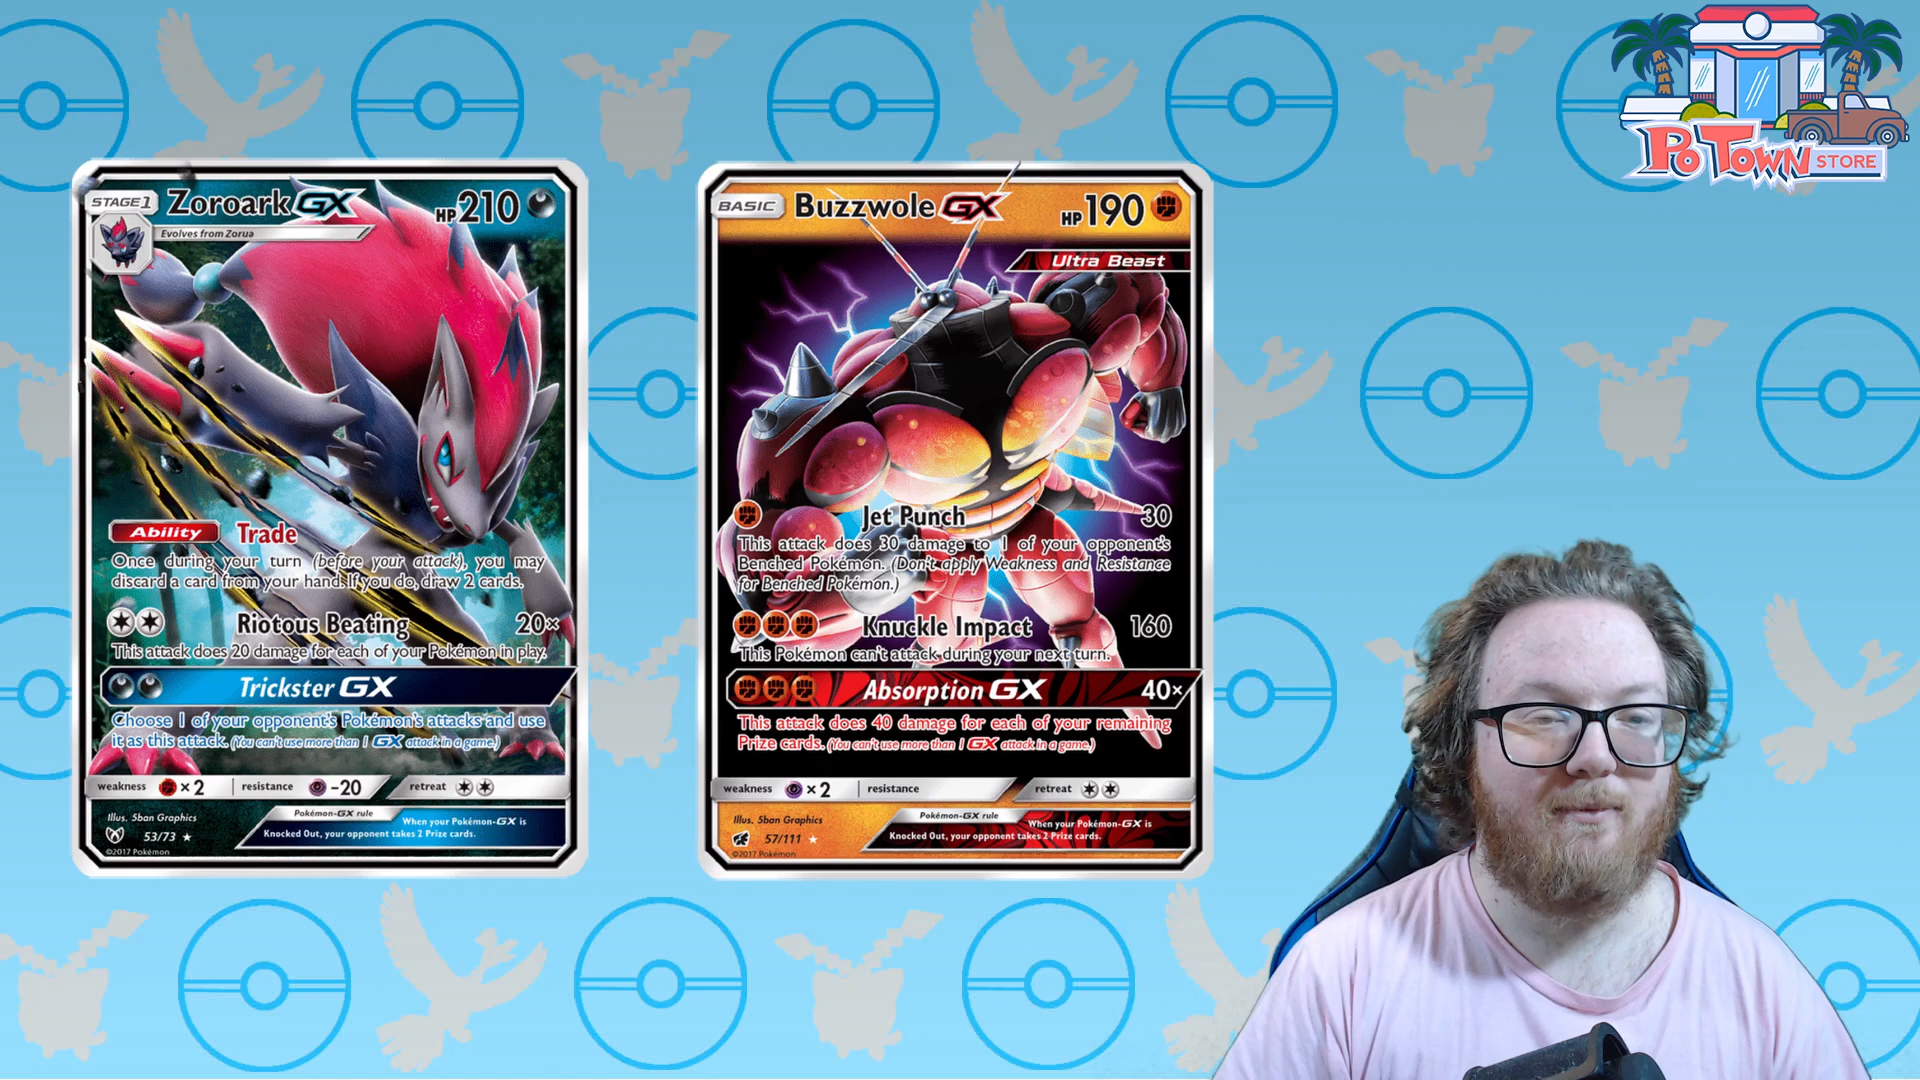 PoTown STORE
STAGE 1 Zoroark GX HP 210
Evolves from Zorua
Ability Trade
Once during your turn (before your attack), you may
discard a card from your hand. If you do, draw 2 cards.
Riotous Beating 20×
This attack does 20 damage for each of your Pokémon in play.
Trickster GX
Choose 1 of your opponent's Pokémon's attacks and use
it as this attack. (You can't use more than 1 GX attack in a game.)
weakness ×2 resistance -20 retreat
Illus. 5ban Graphics
53/73
©2017 Pokémon
Pokémon-GX rule When your Pokémon-GX is
Knocked Out, your opponent takes 2 Prize cards.
BASIC Buzzwole GX HP 190
Ultra Beast
Jet Punch 30
This attack does 30 damage to 1 of your opponent's
Benched Pokémon. (Don't apply Weakness and Resistance
for Benched Pokémon.)
Knuckle Impact 160
This Pokémon can't attack during your next turn.
Absorption GX 40×
This attack does 40 damage for each of your remaining
Prize cards. (You can't use more than 1 GX attack in a game.)
weakness ×2 resistance retreat
Illus. 5ban Graphics
57/111
©2017 Pokémon
Pokémon-GX rule When your Pokémon-GX is
Knocked Out, your opponent takes 2 Prize cards.